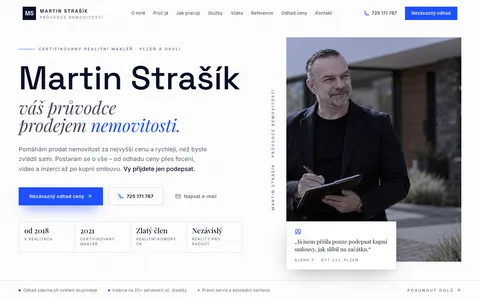 MS
MARTIN STRAŠÍK
PRŮVODCE NEMOVITOSTÍ
O mně Proč já Jak pracuji Služby Videa Reference Odhad ceny Kontakt
725 171 767
Nezávazný odhad
CERTIFIKOVANÝ REALITNÍ MAKLÉŘ · PLZEŇ A OKOLÍ
Martin Strašík
váš průvodce
prodejem nemovitostí.
Pomáhám prodat nemovitost za nejvyšší cenu a rychleji, než byste
zvládli sami. Postarám se o vše – od odhadu ceny přes focení,
video a inzerci až po kupní smlouvu. Vy přijdete jen podepsat.
Nezávazný odhad ceny
725 171 767
Napsat e-mail
od 2018
V REALITÁCH
2021
CERTIFIKOVANÝ
MAKLÉŘ
Zlatý člen
REALITNÍ KOMORY
ČR
Nezávislý
REALITY PRO
RADOST
MARTIN STRAŠÍK · PRŮVODCE NEMOVITOSTÍ
„Já jsem přišla pouze podepsat kupní
smlouvy, jak slíbil na začátku.“
ALENA F. · BYT 2+1, PLZEŇ
Odhad zdarma při svěření do prodeje
Inzerce na 20+ serverech vč. Sreality
Právní servis a advokátní úschova
POSUNOUT DOLŮ